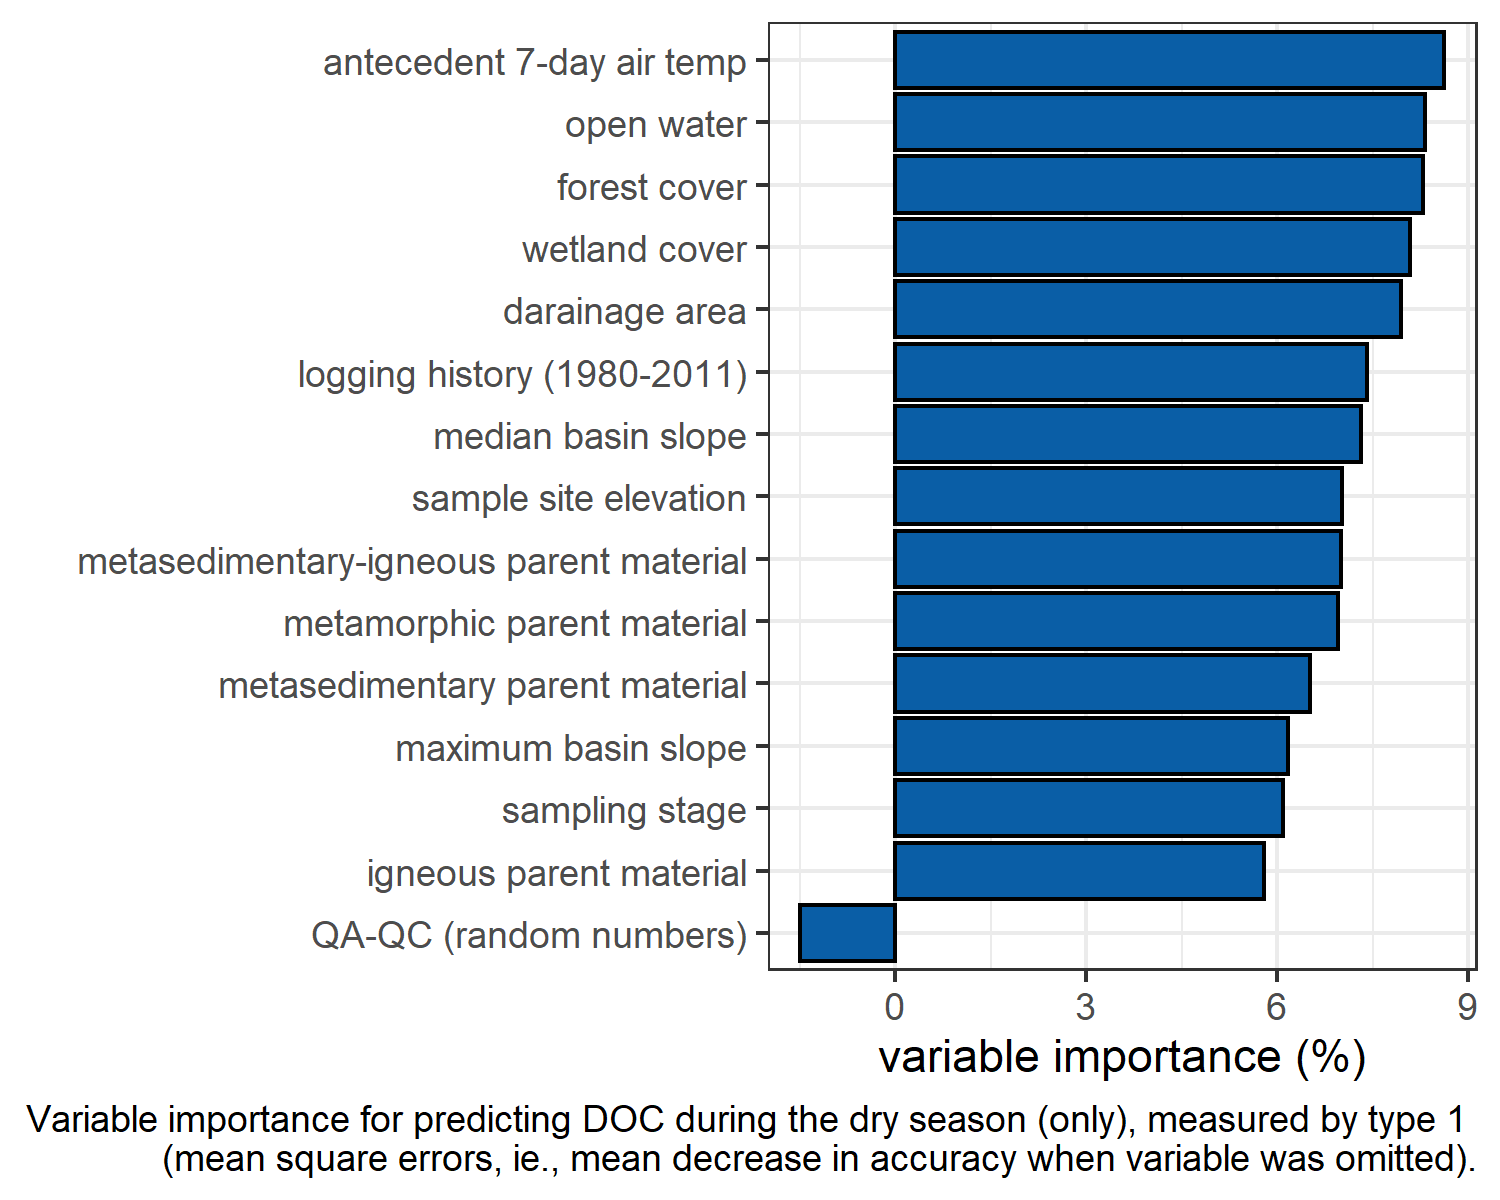 antecedent 7-day air temp
open water
forest cover
wetland cover
darainage area
logging history (1980-2011)
median basin slope
sample site elevation
metasedimentary-igneous parent material
metamorphic parent material
metasedimentary parent material
maximum basin slope
sampling stage
igneous parent material
QA-QC (random numbers)
0 3 6 9
variable importance (%)
Variable importance for predicting DOC during the dry season (only), measured by type 1
(mean square errors, ie., mean decrease in accuracy when variable was omitted).